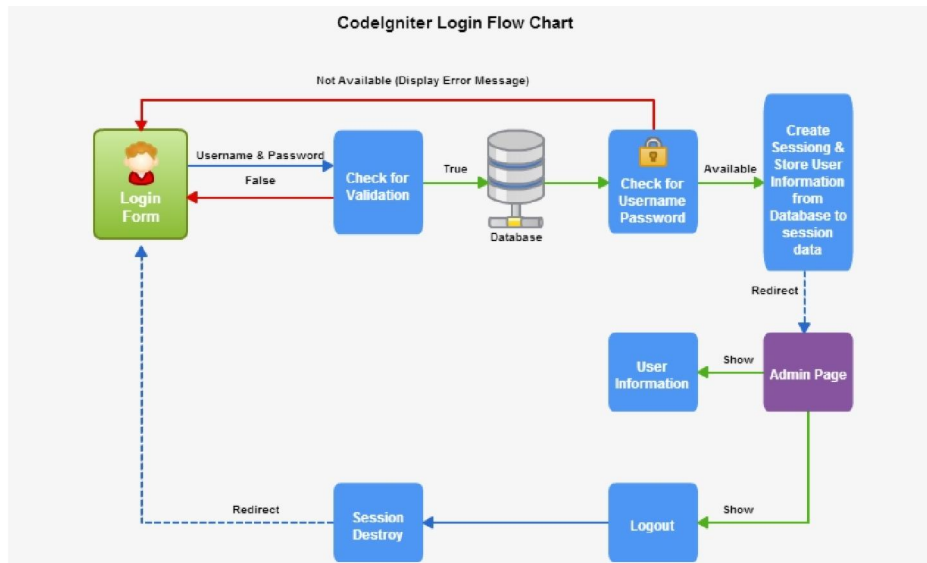 CodeIgniter Login Flow Chart
Not Available (Display Error Message)
Login
Form
Username & Password
False
Check for
Validation
True
Database
Check for
Username
Password
Available
Create
Sessiong &
Store User
Information
from
Database to
session
data
Redirect
User
Information
Show
Admin Page
Redirect
Session
Destroy
Logout
Show